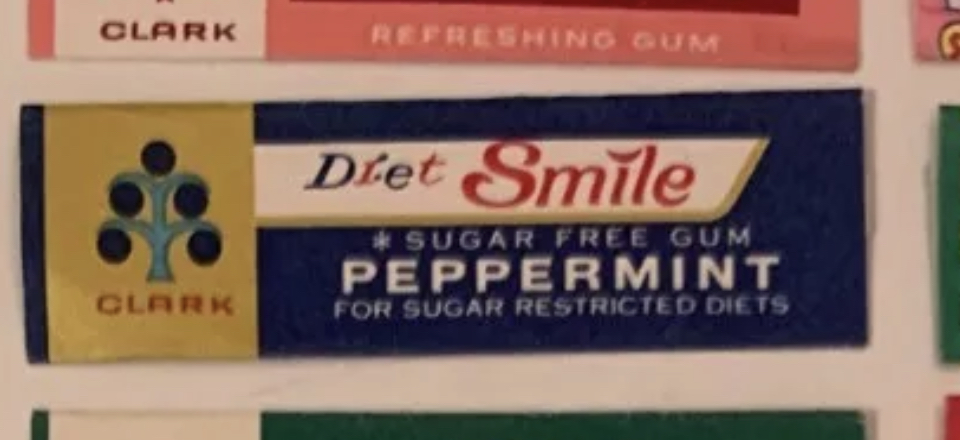 CLARK
REFRESHING GUM
Diet Smile
* SUGAR FREE GUM
PEPPERMINT
FOR SUGAR RESTRICTED DIETS
CLARK